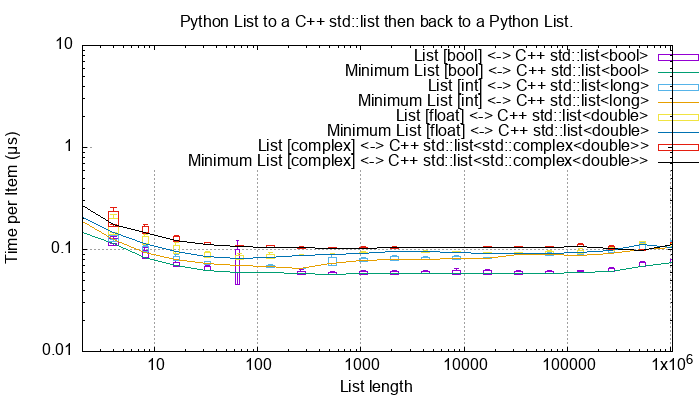 Python List to a C++ std::list then back to a Python List.
10
List [bool] <-> C++ std::list<bool>
Minimum List [bool] <-> C++ std::list<bool>
List [int] <-> C++ std::list<long>
Minimum List [int] <-> C++ std::list<long>
List [float] <-> C++ std::list<double>
Minimum List [float] <-> C++ std::list<double>
List [complex] <-> C++ std::list<std::complex<double>>
Minimum List [complex] <-> C++ std::list<std::complex<double>>
1
Time per Item (µs)
0.1
0.01
10 100 1000 10000 100000 1x10⁶
List length